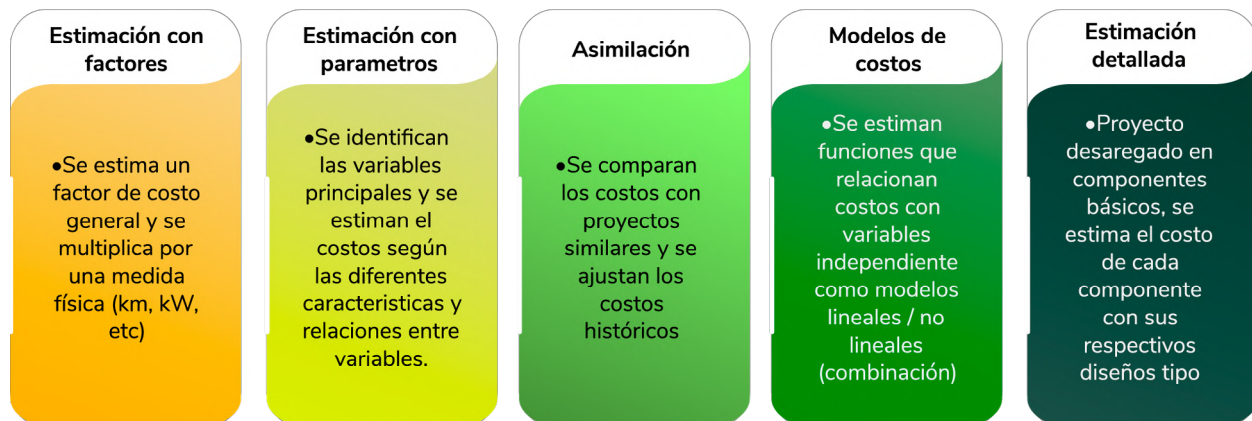 Estimación con
factores
•Se estima un
factor de costo
general y se
multiplica por
una medida
física (km, kW,
etc)
Estimación con
parametros
•Se identifican
las variables
principales y se
estiman el
costos según
las diferentes
caracteristicas y
relaciones entre
variables.
Asimilación
•Se comparan
los costos con
proyectos
similares y se
ajustan los
costos
históricos
Modelos de
costos
•Se estiman
funciones que
relacionan
costos con
variables
independiente
como modelos
lineales / no
lineales
(combinación)
Estimación
detallada
•Proyecto
desaregado en
componentes
básicos, se
estima el costo
de cada
componente
con sus
respectivos
diseños tipo